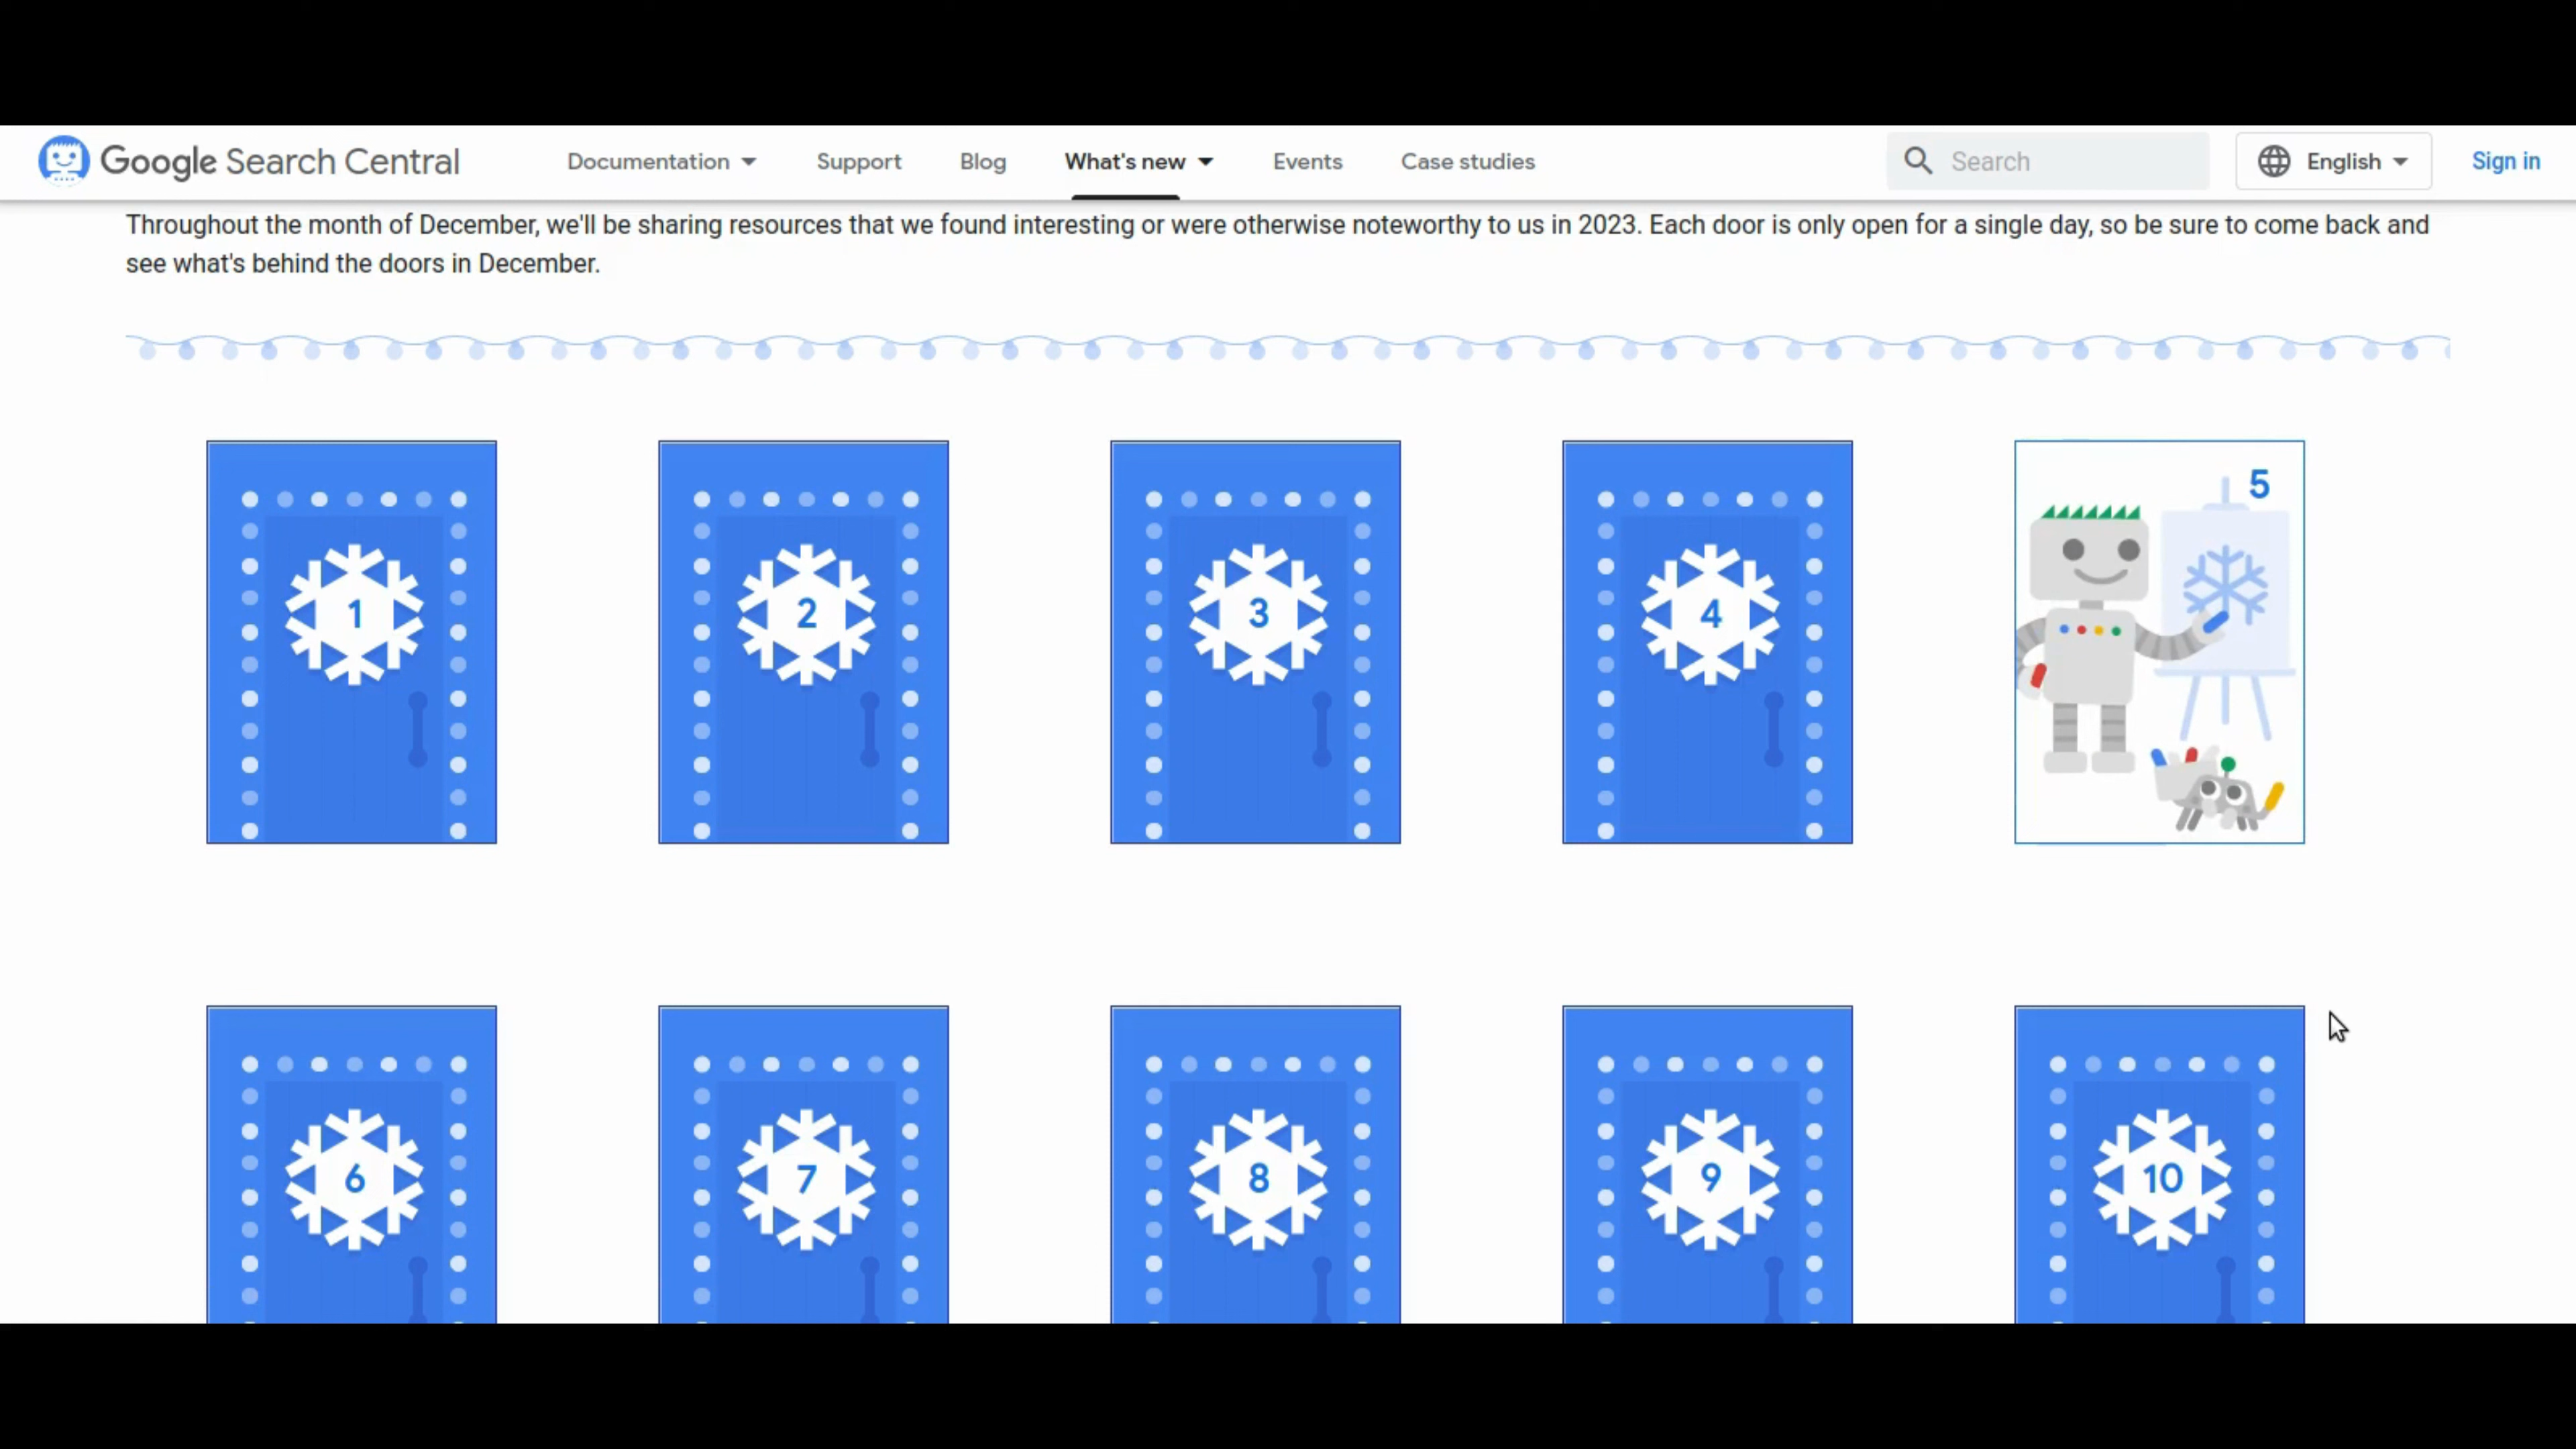 Google Search Central Documentation Support Blog What's new Events Case studies Search English Sign in
Throughout the month of December, we'll be sharing resources that we found interesting or were otherwise noteworthy to us in 2023. Each door is only open for a single day, so be sure to come back and
see what's behind the doors in December.
1 2 3 4 5
6 7 8 9 10